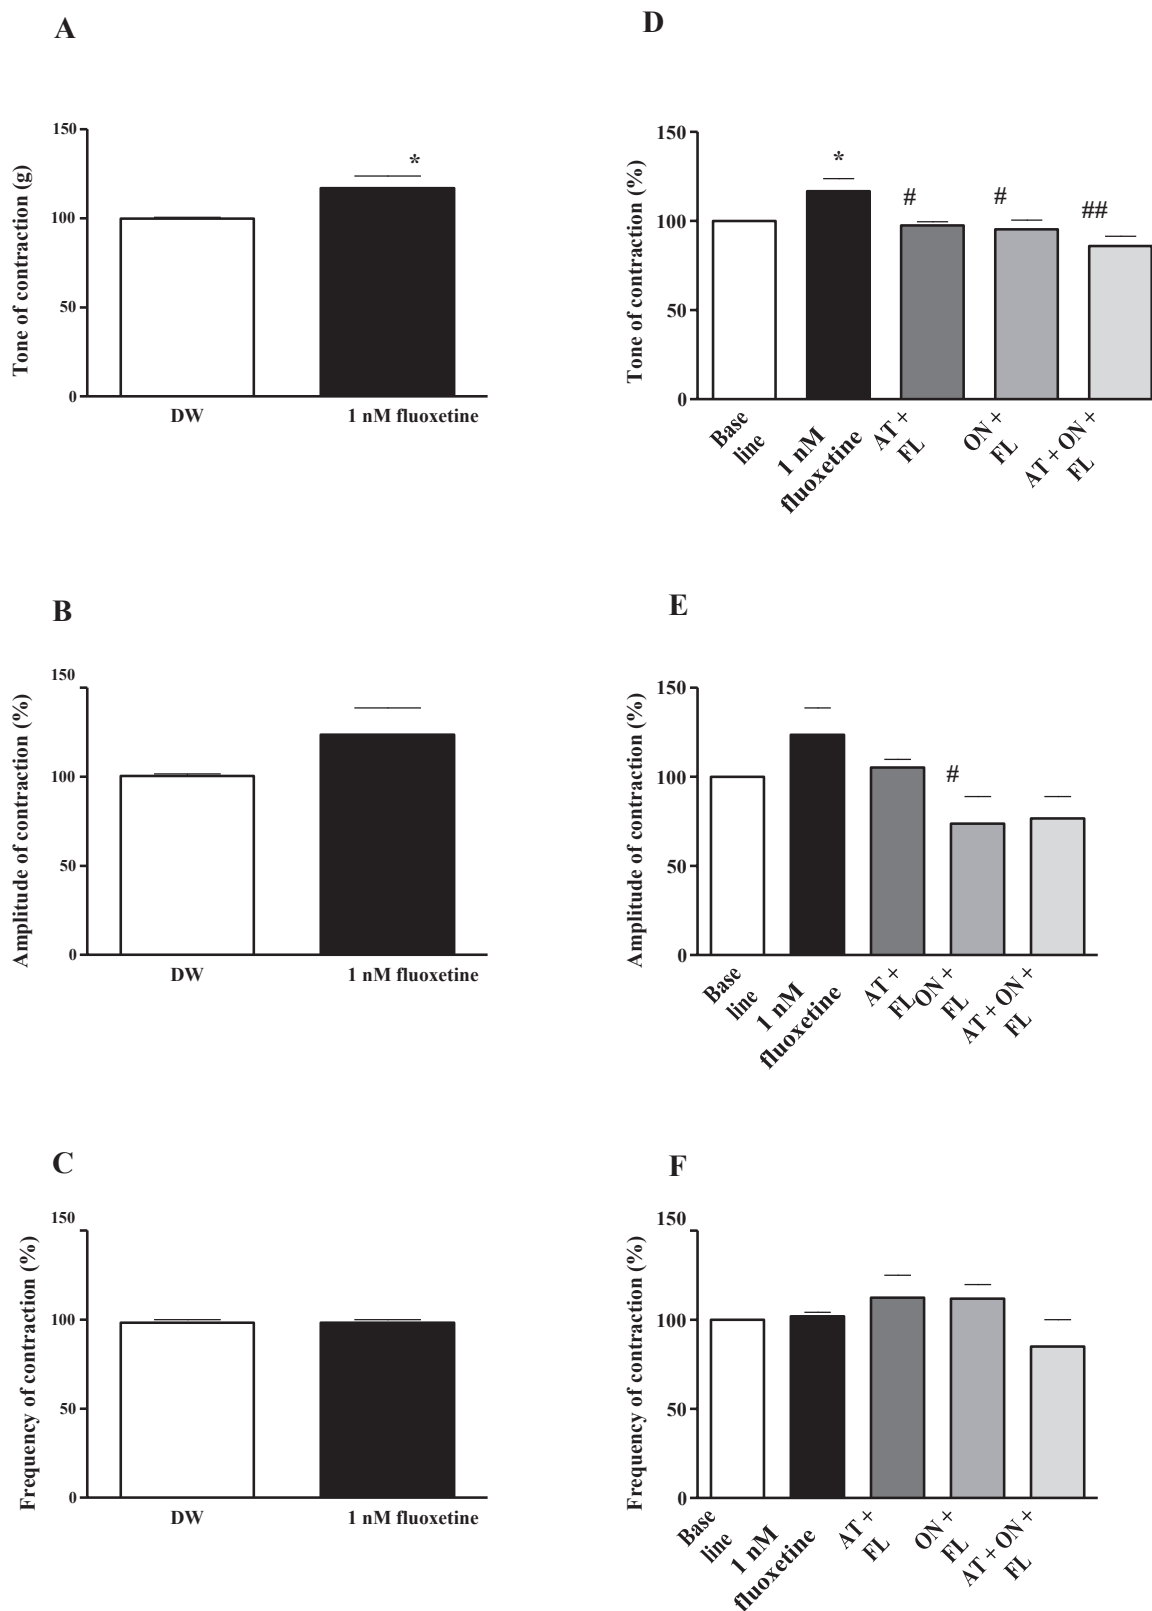 A
Tone of contraction (g)
150
100
50
0
*
DW
1 nM fluoxetine
D
Tone of contraction (%)
150
100
50
0
*
#
#
##
Base
line
1 nM
fluoxetine
AT +
FL
ON +
FL
AT + ON +
FL
B
Amplitude of contraction (%)
150
100
50
0
DW
1 nM fluoxetine
E
Amplitude of contraction (%)
150
100
50
0
#
Base
line
1 nM
fluoxetine
AT +
FL
ON +
FL
AT + ON +
FL
C
Frequency of contraction (%)
150
100
50
0
DW
1 nM fluoxetine
F
Frequency of contraction (%)
150
100
50
0
Base
line
1 nM
fluoxetine
AT +
FL
ON +
FL
AT + ON +
FL